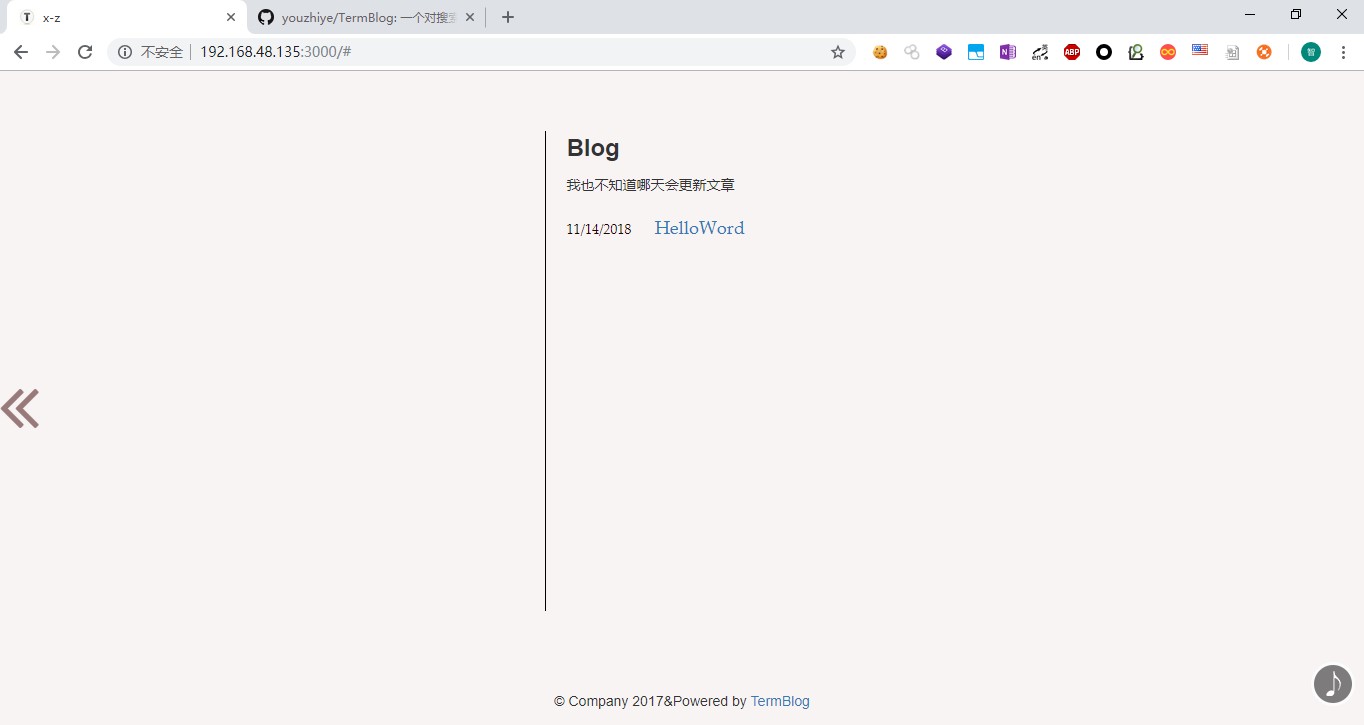 x-z
youzhiye/TermBlog: 一个对搜索
不安全 192.168.48.135:3000/#
en
ABP
智
Blog
我也不知道哪天会更新文章
11/14/2018 HelloWord
© Company 2017&Powered by TermBlog